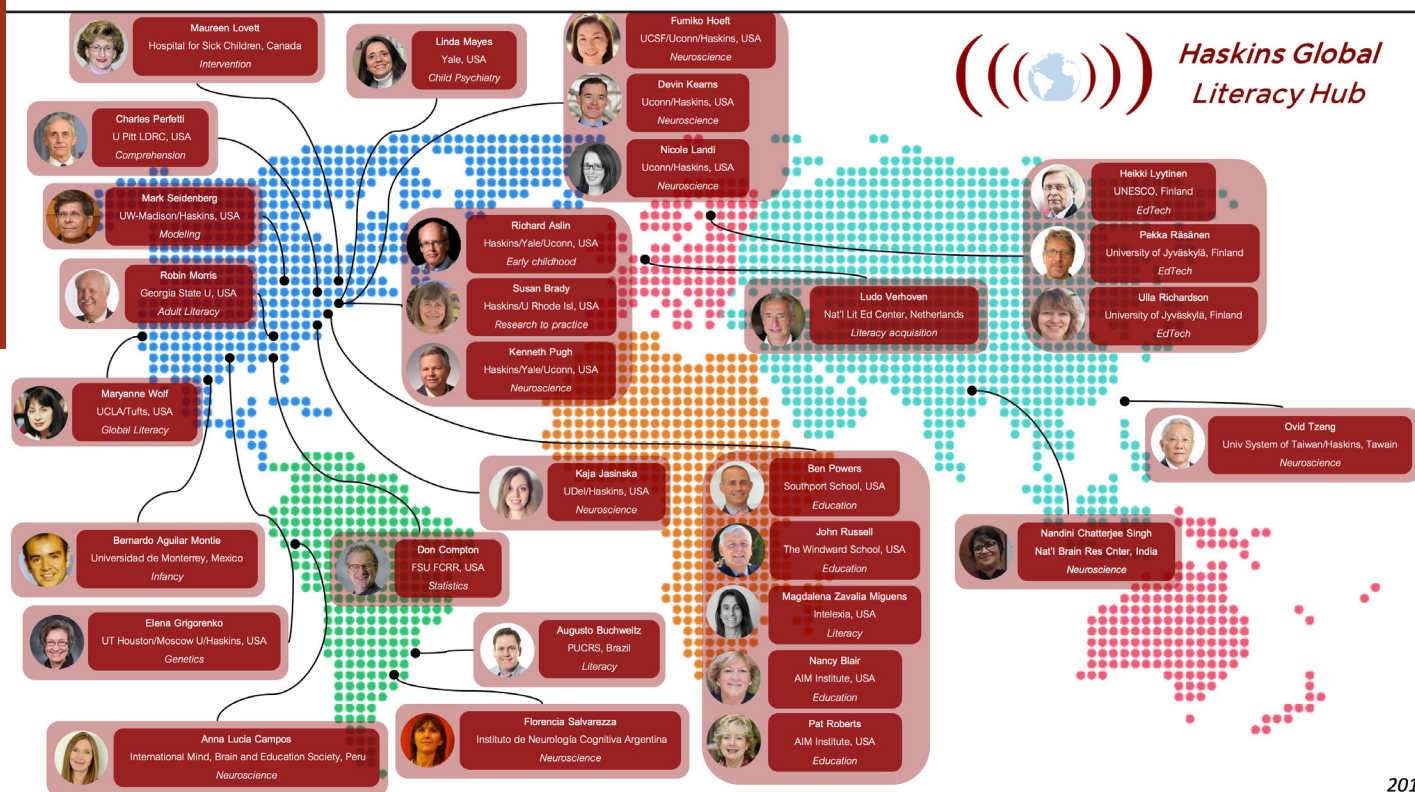 Haskins Global
Literacy Hub
Maureen Lovett
Hospital for Sick Children, Canada
Intervention
Linda Mayes
Yale, USA
Child Psychiatry
Fumiko Hoeft
UCSF/Uconn/Haskins, USA
Neuroscience
Devin Kearns
Uconn/Haskins, USA
Neuroscience
Nicole Landi
Uconn/Haskins, USA
Neuroscience
Charles Perfetti
U Pitt LDRC, USA
Comprehension
Mark Seidenberg
UW-Madison/Haskins, USA
Modeling
Robin Morris
Georgia State U, USA
Adult Literacy
Maryanne Wolf
UCLA/Tufts, USA
Global Literacy
Richard Aslin
Haskins/Yale/Uconn, USA
Early childhood
Susan Brady
Haskins/U Rhode Isl, USA
Research to practice
Kenneth Pugh
Haskins/Yale/Uconn, USA
Neuroscience
Ludo Verhoven
Nat'l Lit Ed Center, Netherlands
Literacy acquisition
Heikki Lyytinen
UNESCO, Finland
EdTech
Pekka Räsänen
University of Jyväskylä, Finland
EdTech
Ulla Richardson
University of Jyväskylä, Finland
EdTech
Ovid Tzeng
Univ System of Taiwan/Haskins, Tawain
Neuroscience
Kaja Jasinska
UDel/Haskins, USA
Neuroscience
Ben Powers
Southport School, USA
Education
John Russell
The Windward School, USA
Education
Magdalena Zavalia Miguens
Intelexia, USA
Literacy
Nancy Blair
AIM Institute, USA
Education
Pat Roberts
AIM Institute, USA
Education
Nandini Chatterjee Singh
Nat'l Brain Res Cnter, India
Neuroscience
Bernardo Aguilar Montie
Universidad de Monterrey, Mexico
Infancy
Don Compton
FSU FCRR, USA
Statistics
Elena Grigorenko
UT Houston/Moscow U/Haskins, USA
Genetics
Augusto Buchweitz
PUCRS, Brazil
Literacy
Anna Lucia Campos
International Mind, Brain and Education Society, Peru
Neuroscience
Florencia Salvarezza
Instituto de Neurología Cognitiva Argentina
Neuroscience
201